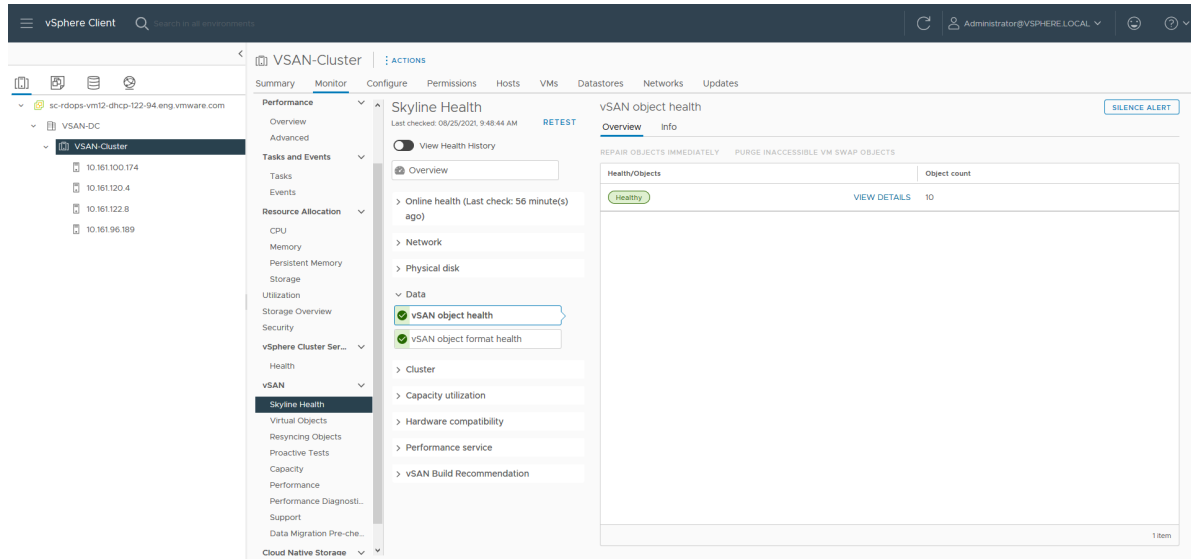 vSphere Client
Search in all environments
Administrator@VSPHERE.LOCAL
VSAN-Cluster
ACTIONS
Summary Monitor Configure Permissions Hosts VMs Datastores Networks Updates
sc-rdops-vm12-dhcp-122-94.eng.vmware.com
VSAN-DC
VSAN-Cluster
10.161.100.174
10.161.120.4
10.161.122.8
10.161.96.189
Performance
Overview
Advanced
Tasks and Events
Tasks
Events
Resource Allocation
CPU
Memory
Persistent Memory
Storage
Utilization
Storage Overview
Security
vSphere Cluster Ser...
Health
vSAN
Skyline Health
Virtual Objects
Resyncing Objects
Proactive Tests
Capacity
Performance
Performance Diagnosti...
Support
Data Migration Pre-che...
Cloud Native Storage
Skyline Health
Last checked: 08/25/2021, 9:48:44 AM RETEST
View Health History
Overview
Online health (Last check: 56 minute(s)
ago)
Network
Physical disk
Data
vSAN object health
vSAN object format health
Cluster
Capacity utilization
Hardware compatibility
Performance service
vSAN Build Recommendation
vSAN object health
SILENCE ALERT
Overview Info
REPAIR OBJECTS IMMEDIATELY PURGE INACCESSIBLE VM SWAP OBJECTS
Health/Objects Object count
Healthy VIEW DETAILS 10
1 item